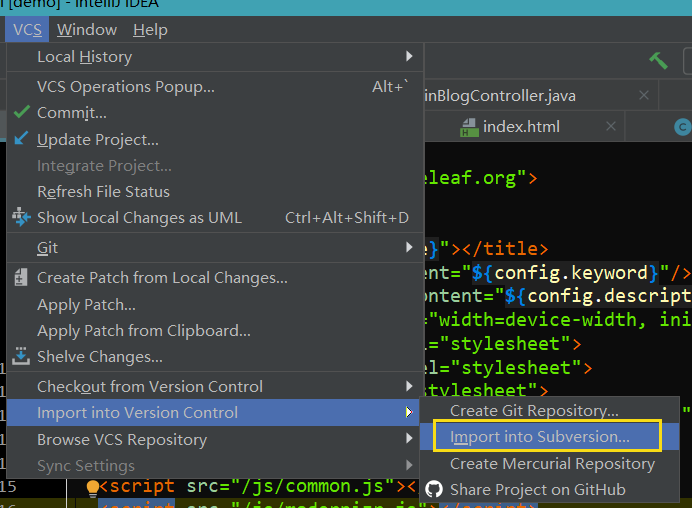 [demo] - IntelliJ IDEA
VCS Window Help
Local History
VCS Operations Popup... Alt+`
Commit...
Update Project...
Integrate Project...
Refresh File Status
Show Local Changes as UML Ctrl+Alt+Shift+D
Git
Create Patch from Local Changes...
Apply Patch...
Apply Patch from Clipboard...
Shelve Changes...
Checkout from Version Control
Import into Version Control
Browse VCS Repository
Sync Settings
Create Git Repository...
Import into Subversion...
Create Mercurial Repository
Share Project on GitHub
inBlogController.java
index.html
eleaf.org">
}"></title>
ent="${config.keyword}"/>
ontent="${config.descript
="width=device-width, ini
="stylesheet">
el="stylesheet">
stylesheet">
15 <script src="/js/common.js"><